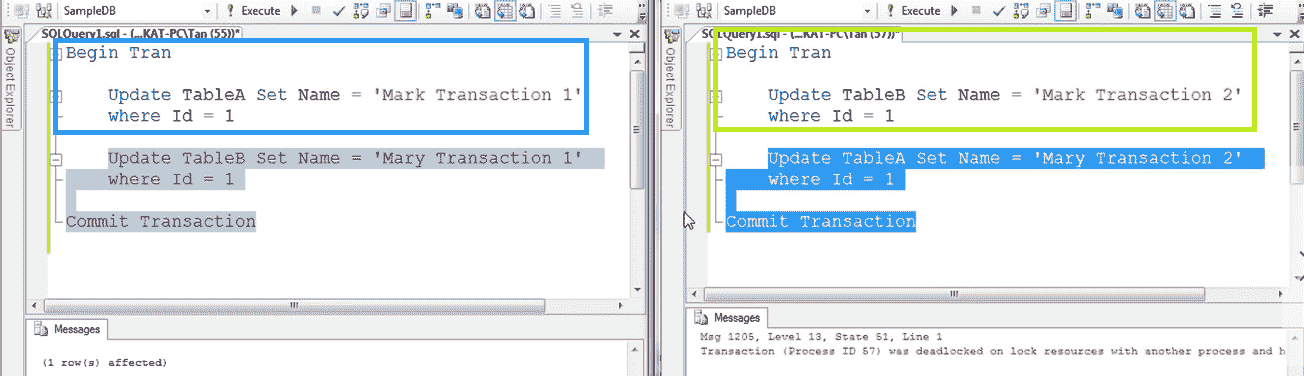 SampleDB
Execute
SQLQuery1.sql - (...KAT-PC\Tan (55))*
Object Explorer
Begin Tran
Update TableA Set Name = 'Mark Transaction 1'
where Id = 1
Update TableB Set Name = 'Mary Transaction 1'
where Id = 1
Commit Transaction
Messages
(1 row(s) affected)
SampleDB
Execute
SQLQuery1.sql - (...KAT-PC\Tan (57))*
Object Explorer
Begin Tran
Update TableB Set Name = 'Mark Transaction 2'
where Id = 1
Update TableA Set Name = 'Mary Transaction 2'
where Id = 1
Commit Transaction
Messages
Msg 1205, Level 13, State 51, Line 1
Transaction (Process ID 57) was deadlocked on lock resources with another process and h